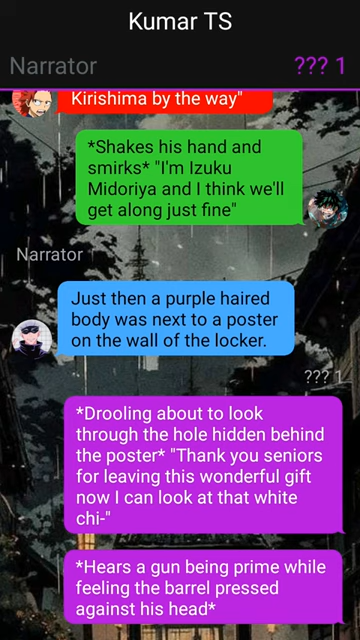 Kumar TS
Narrator
??? 1
Kirishima by the way"
*Shakes his hand and
smirks* "I'm Izuku
Midoriya and I think we'll
get along just fine"
Narrator
Just then a purple haired
body was next to a poster
on the wall of the locker.
??? 1
*Drooling about to look
through the hole hidden behind
the poster* "Thank you seniors
for leaving this wonderful gift
now I can look at that white
chi-"
*Hears a gun being prime while
feeling the barrel pressed
against his head*